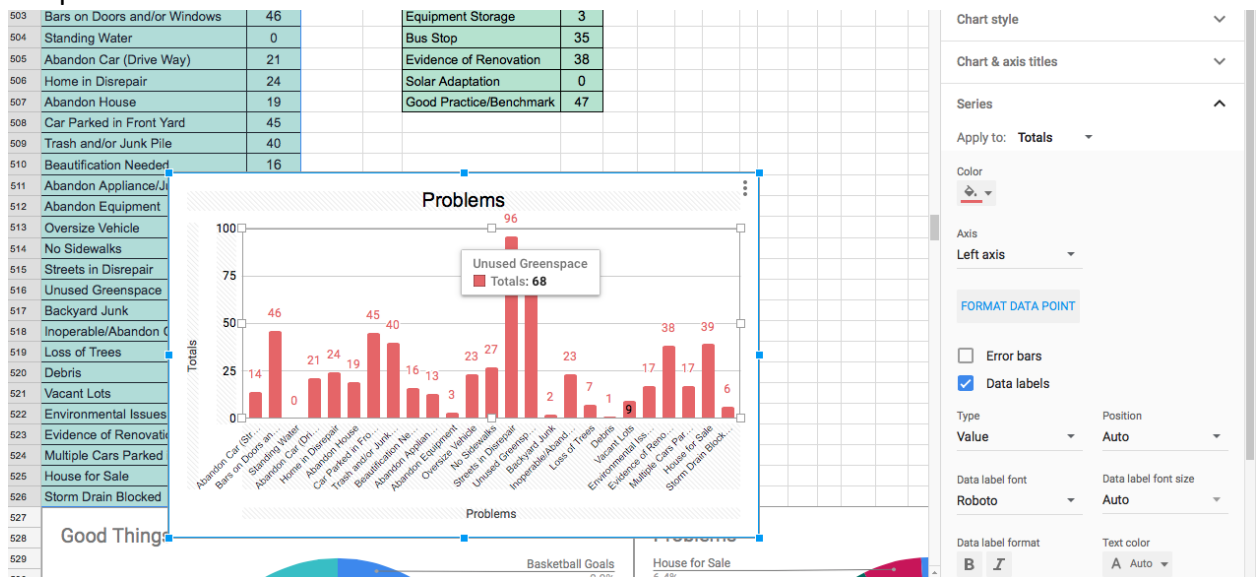 503 Bars on Doors and/or Windows 46 Equipment Storage 3
504 Standing Water 0 Bus Stop 35
505 Abandon Car (Drive Way) 21 Evidence of Renovation 38
506 Home in Disrepair 24 Solar Adaptation 0
507 Abandon House 19 Good Practice/Benchmark 47
508 Car Parked in Front Yard 45
509 Trash and/or Junk Pile 40
510 Beautification Needed 16
511 Abandon Appliance/Ju
512 Abandon Equipment
513 Oversize Vehicle
514 No Sidewalks
515 Streets in Disrepair
516 Unused Greenspace
517 Backyard Junk
518 Inoperable/Abandon C
519 Loss of Trees
520 Debris
521 Vacant Lots
522 Environmental Issues
523 Evidence of Renovatio
524 Multiple Cars Parked
525 House for Sale
526 Storm Drain Blocked
527
528
529
Problems
100
75
50
25
0
Totals
14
46
0
21
24
19
45
40
16
13
3
23
27
96
2
23
7
1
9
17
38
17
39
6
Unused Greenspace
Totals: 68
Abandon Car (Str...
Bars on Doors an...
Standing Water
Abandon Car (Dri...
Home in Disrepair
Abandon House
Car Parked in Fro...
Trash and/or Junk...
Beautification Ne...
Abandon Applian...
Abandon Equipment
Oversize Vehicle
No Sidewalks
Streets in Disrepair
Unused Greensp...
Backyard Junk
Inoperable/Aband...
Loss of Trees
Debris
Vacant Lots
Environmental Iss...
Evidence of Reno...
Multiple Cars Par...
House for Sale
Storm Drain Block...
Problems
Good Things
Basketball Goals
Problems
House for Sale
6.4%
Chart style
Chart & axis titles
Series
Apply to: Totals
Color
Axis
Left axis
FORMAT DATA POINT
Error bars
Data labels
Type Position
Value Auto
Data label font Data label font size
Roboto Auto
Data label format Text color
B I A Auto